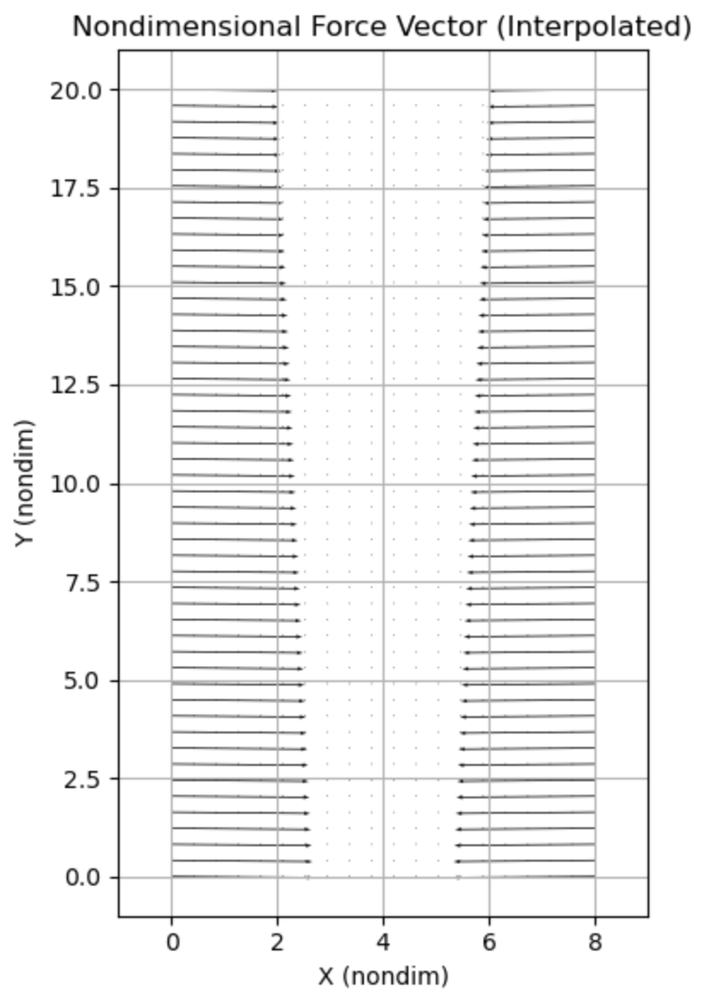 Nondimensional Force Vector (Interpolated)
20.0
17.5
15.0
12.5
10.0
7.5
5.0
2.5
0.0
Y (nondim)
0 2 4 6 8
X (nondim)